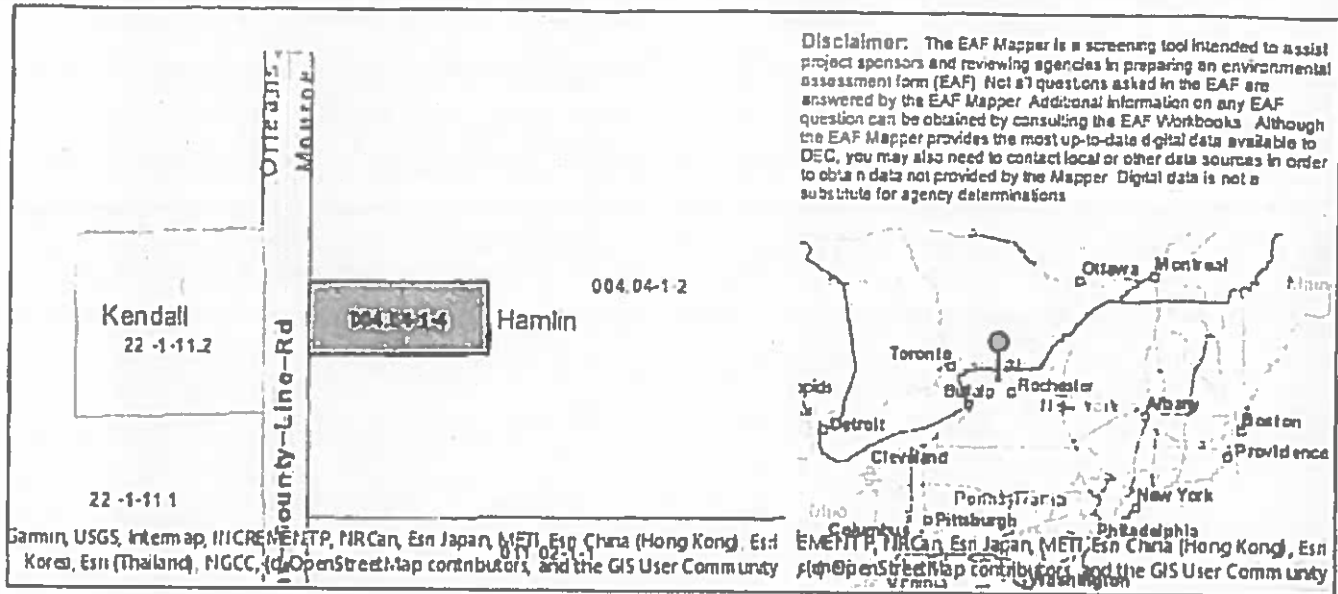 Disclaimer: The EAF Mapper is a screening tool intended to assist
project sponsors and reviewing agencies in preparing an environmental
assessment form (EAF) Not all questions asked in the EAF are
answered by the EAF Mapper Additional information on any EAF
question can be obtained by consulting the EAF Workbooks Although
the EAF Mapper provides the most up-to-date digital data available to
DEC, you may also need to contact local or other data sources in order
to obtain data not provided by the Mapper Digital data is not a
substitute for agency determinations
Orleans
Monroe
004.04-1-2
Kendall
22 -1-11.2
Hamlin
County-Line-Rd
22 -1-11 1
011 02-1-1
Garmin, USGS, Intermap, INCREMENT P, NRCan, Esri Japan, METI, Esri China (Hong Kong), Esri
Korea, Esri (Thailand), NGCC, (c) OpenStreetMap contributors, and the GIS User Community
Ottawa
Montreal
Toronto
Buffalo
Rochester
Detroit
Albany
Boston
Providence
Cleveland
New York
Pittsburgh
Philadelphia
Columbus
EMENT P, NRCan, Esri Japan, METI, Esri China (Hong Kong), Esri
OpenStreetMap contributors, and the GIS User Community
Washington